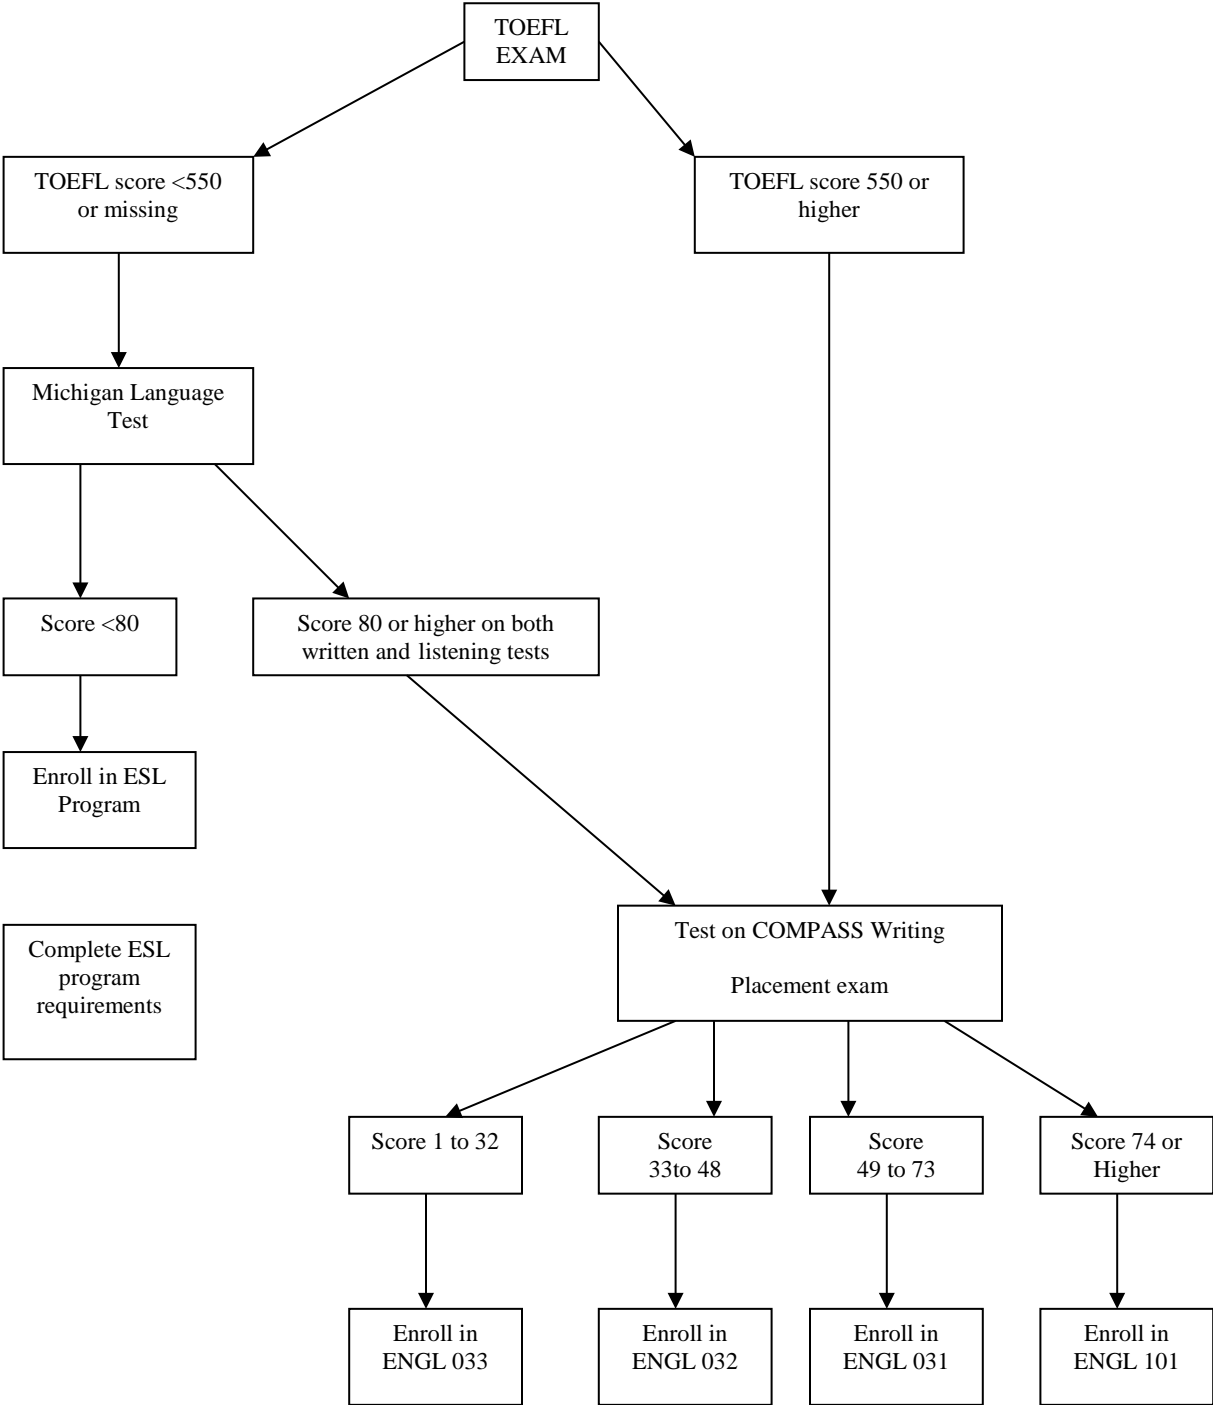 TOEFL
EXAM
TOEFL score <550
or missing
TOEFL score 550 or
higher
Michigan Language
Test
Score <80
Score 80 or higher on both
written and listening tests
Enroll in ESL
Program
Complete ESL
program
requirements
Test on COMPASS Writing
Placement exam
Score 1 to 32
Score
33to 48
Score
49 to 73
Score 74 or
Higher
Enroll in
ENGL 033
Enroll in
ENGL 032
Enroll in
ENGL 031
Enroll in
ENGL 101